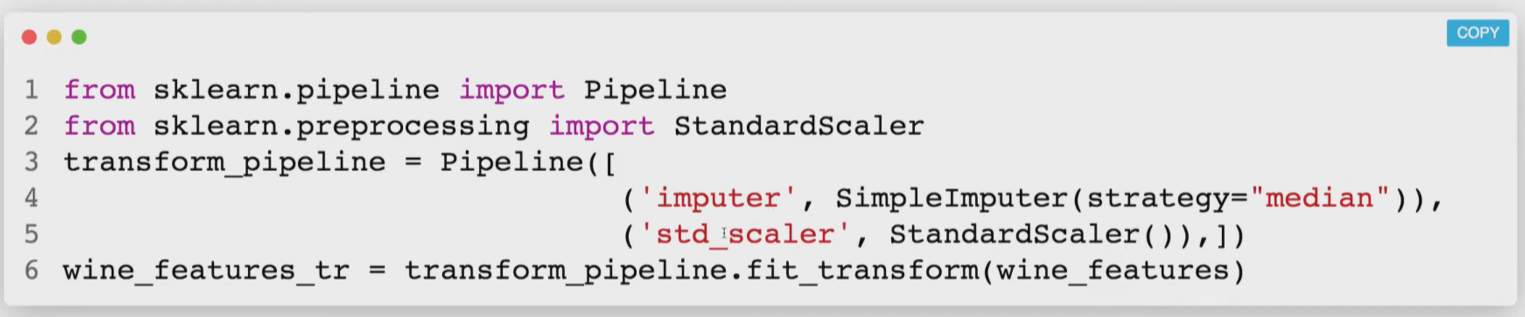 COPY
1 from sklearn.pipeline import Pipeline
2 from sklearn.preprocessing import StandardScaler
3 transform_pipeline = Pipeline([
4                               ('imputer', SimpleImputer(strategy="median")),
5                               ('std_scaler', StandardScaler()),])
6 wine_features_tr = transform_pipeline.fit_transform(wine_features)